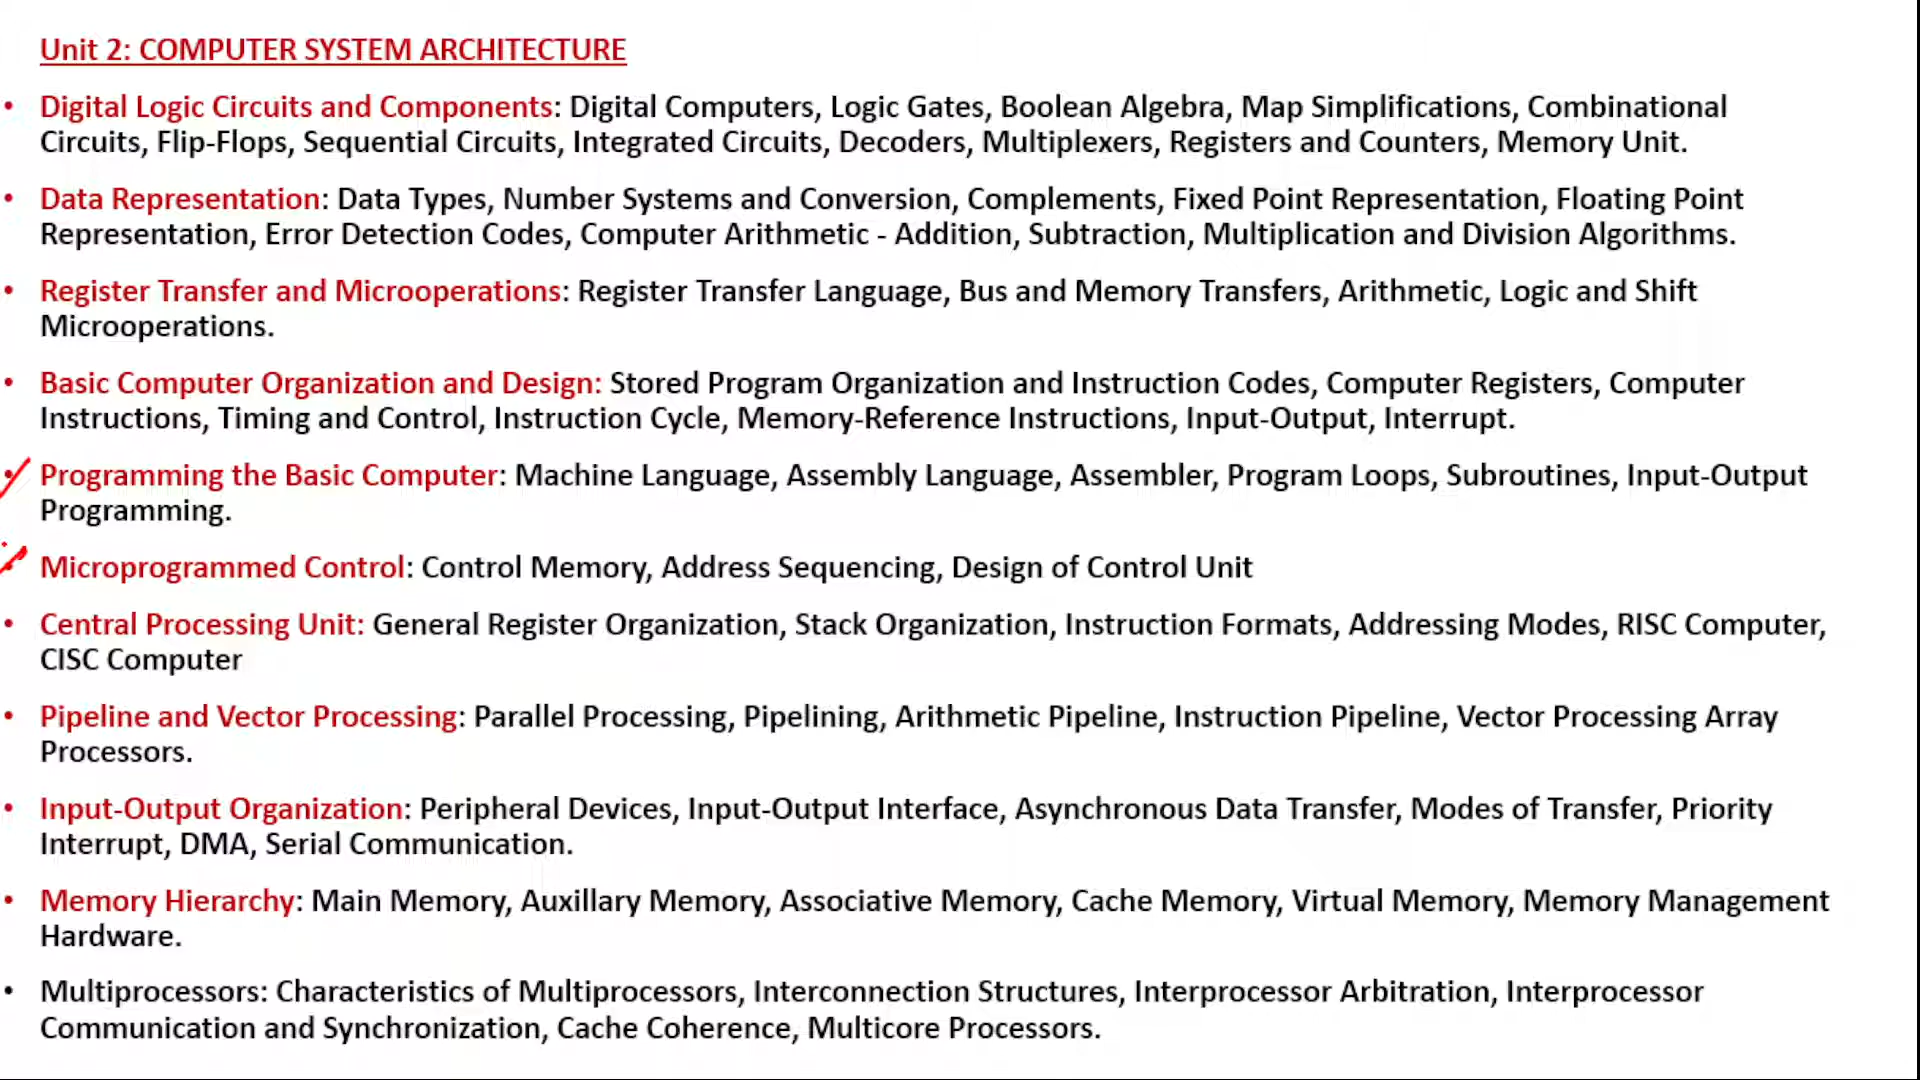 Unit 2: COMPUTER SYSTEM ARCHITECTURE
• Digital Logic Circuits and Components: Digital Computers, Logic Gates, Boolean Algebra, Map Simplifications, Combinational
Circuits, Flip-Flops, Sequential Circuits, Integrated Circuits, Decoders, Multiplexers, Registers and Counters, Memory Unit.
• Data Representation: Data Types, Number Systems and Conversion, Complements, Fixed Point Representation, Floating Point
Representation, Error Detection Codes, Computer Arithmetic - Addition, Subtraction, Multiplication and Division Algorithms.
• Register Transfer and Microoperations: Register Transfer Language, Bus and Memory Transfers, Arithmetic, Logic and Shift
Microoperations.
• Basic Computer Organization and Design: Stored Program Organization and Instruction Codes, Computer Registers, Computer
Instructions, Timing and Control, Instruction Cycle, Memory-Reference Instructions, Input-Output, Interrupt.
• Programming the Basic Computer: Machine Language, Assembly Language, Assembler, Program Loops, Subroutines, Input-Output
Programming.
• Microprogrammed Control: Control Memory, Address Sequencing, Design of Control Unit
• Central Processing Unit: General Register Organization, Stack Organization, Instruction Formats, Addressing Modes, RISC Computer,
CISC Computer
• Pipeline and Vector Processing: Parallel Processing, Pipelining, Arithmetic Pipeline, Instruction Pipeline, Vector Processing Array
Processors.
• Input-Output Organization: Peripheral Devices, Input-Output Interface, Asynchronous Data Transfer, Modes of Transfer, Priority
Interrupt, DMA, Serial Communication.
• Memory Hierarchy: Main Memory, Auxillary Memory, Associative Memory, Cache Memory, Virtual Memory, Memory Management
Hardware.
• Multiprocessors: Characteristics of Multiprocessors, Interconnection Structures, Interprocessor Arbitration, Interprocessor
Communication and Synchronization, Cache Coherence, Multicore Processors.